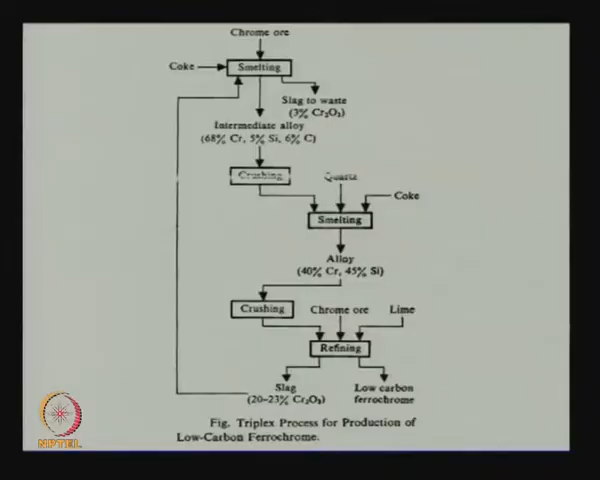 Chrome ore
Coke
Smelting
Slag to waste
(3% Cr₂O₃)
Intermediate alloy
(68% Cr, 5% Si, 6% C)
Crushing
Quartz
Coke
Smelting
Alloy
(40% Cr, 45% Si)
Crushing
Chrome ore
Lime
Refining
Slag
(20-23% Cr₂O₃)
Low carbon
ferrochrome
Fig. Triplex Process for Production of
Low-Carbon Ferrochrome.
NPTEL